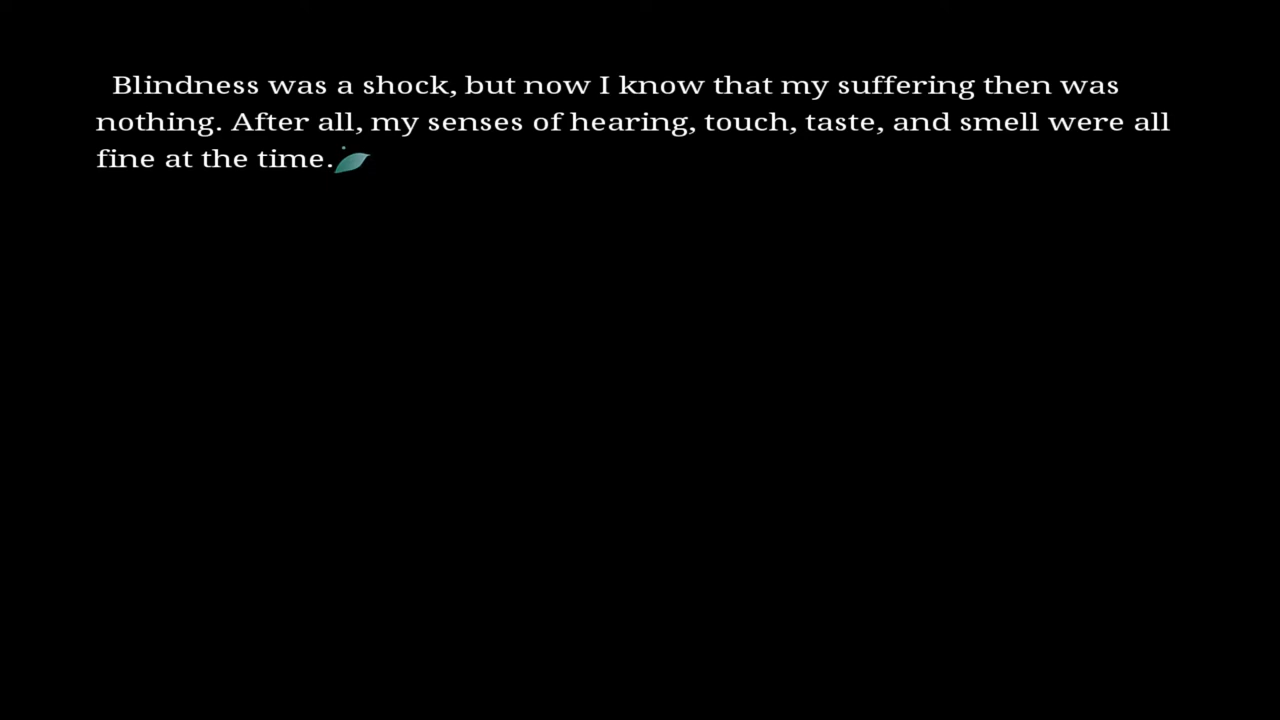 Blindness was a shock, but now I know that my suffering then was
nothing. After all, my senses of hearing, touch, taste, and smell were all
fine at the time.